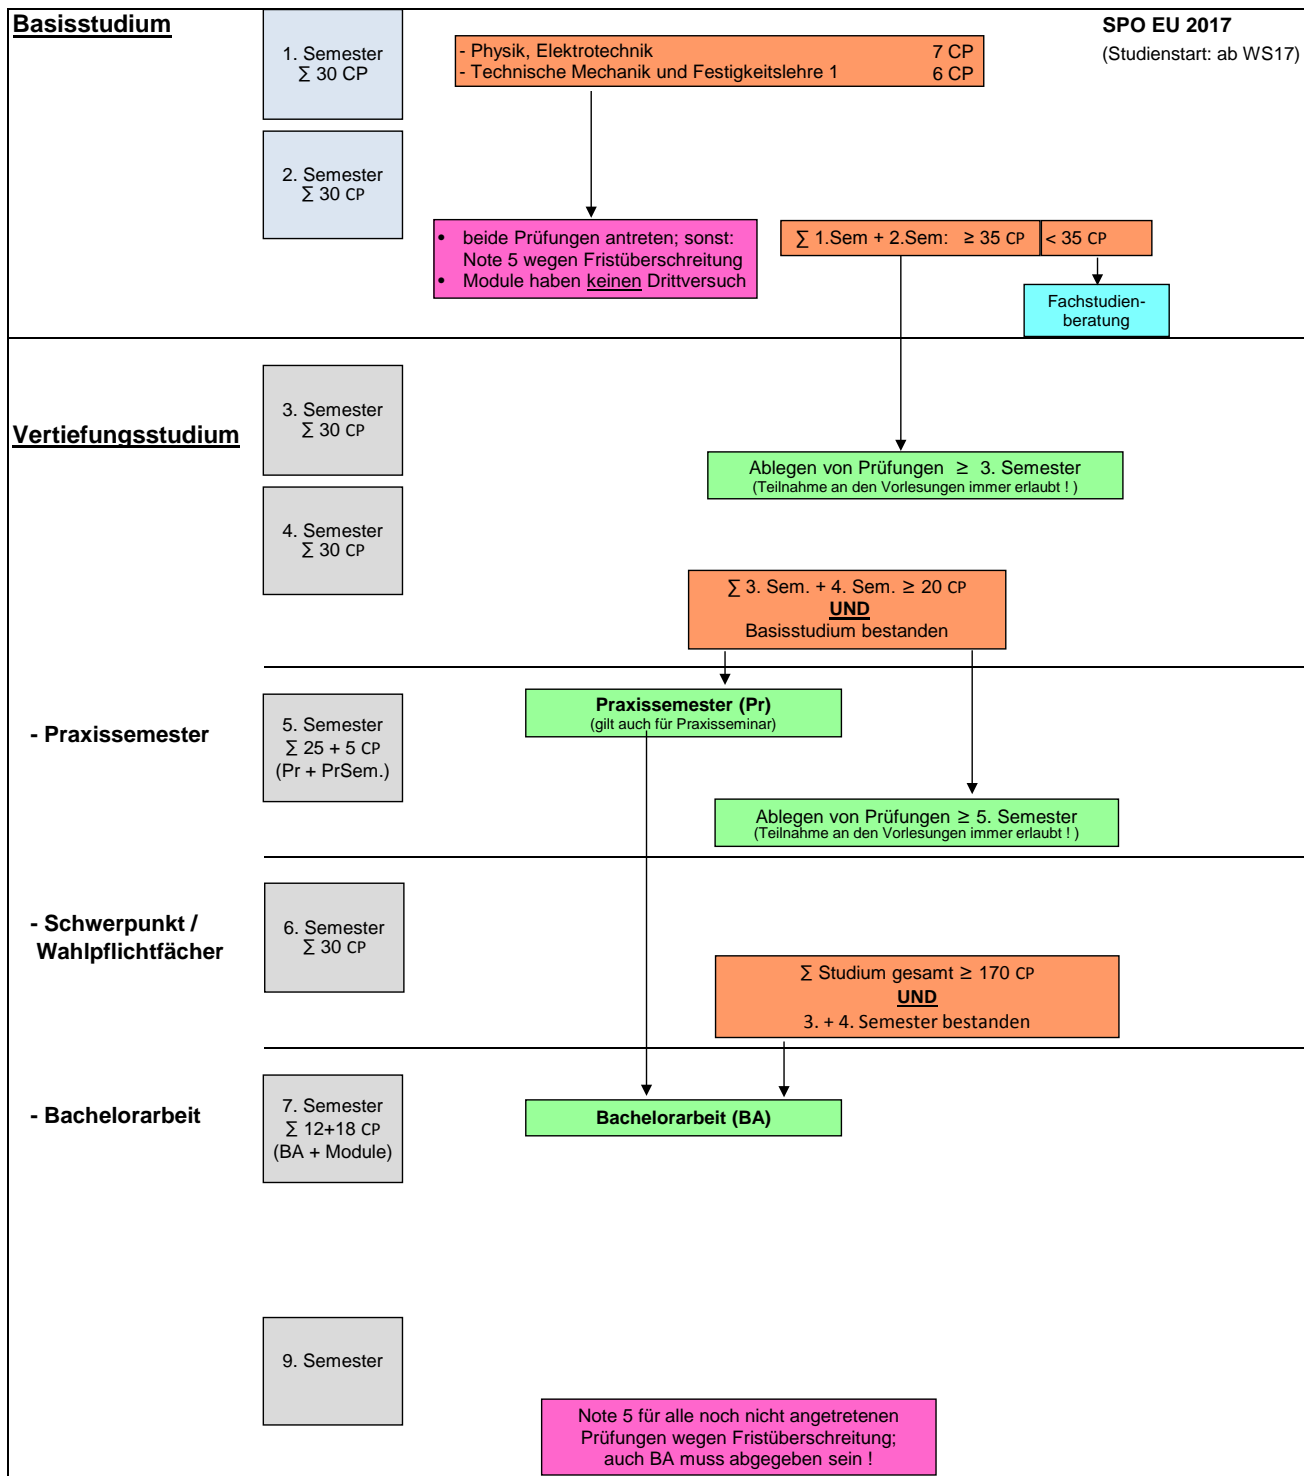 Basisstudium
SPO EU 2017
(Studienstart: ab WS17)
1. Semester
∑ 30 CP
- Physik, Elektrotechnik 7 CP
- Technische Mechanik und Festigkeitslehre 1 6 CP
2. Semester
∑ 30 CP
• beide Prüfungen antreten; sonst:
Note 5 wegen Fristüberschreitung
• Module haben keinen Drittversuch
∑ 1.Sem + 2.Sem: ≥ 35 CP
< 35 CP
Fachstudien-
beratung
Vertiefungsstudium
3. Semester
∑ 30 CP
Ablegen von Prüfungen ≥ 3. Semester
(Teilnahme an den Vorlesungen immer erlaubt ! )
4. Semester
∑ 30 CP
∑ 3. Sem. + 4. Sem. ≥ 20 CP
UND
Basisstudium bestanden
- Praxissemester
5. Semester
∑ 25 + 5 CP
(Pr + PrSem.)
Praxissemester (Pr)
(gilt auch für Praxisseminar)
Ablegen von Prüfungen ≥ 5. Semester
(Teilnahme an den Vorlesungen immer erlaubt ! )
- Schwerpunkt /
Wahlpflichtfächer
6. Semester
∑ 30 CP
∑ Studium gesamt ≥ 170 CP
UND
3. + 4. Semester bestanden
- Bachelorarbeit
7. Semester
∑ 12+18 CP
(BA + Module)
Bachelorarbeit (BA)
9. Semester
Note 5 für alle noch nicht angetretenen
Prüfungen wegen Fristüberschreitung;
auch BA muss abgegeben sein !